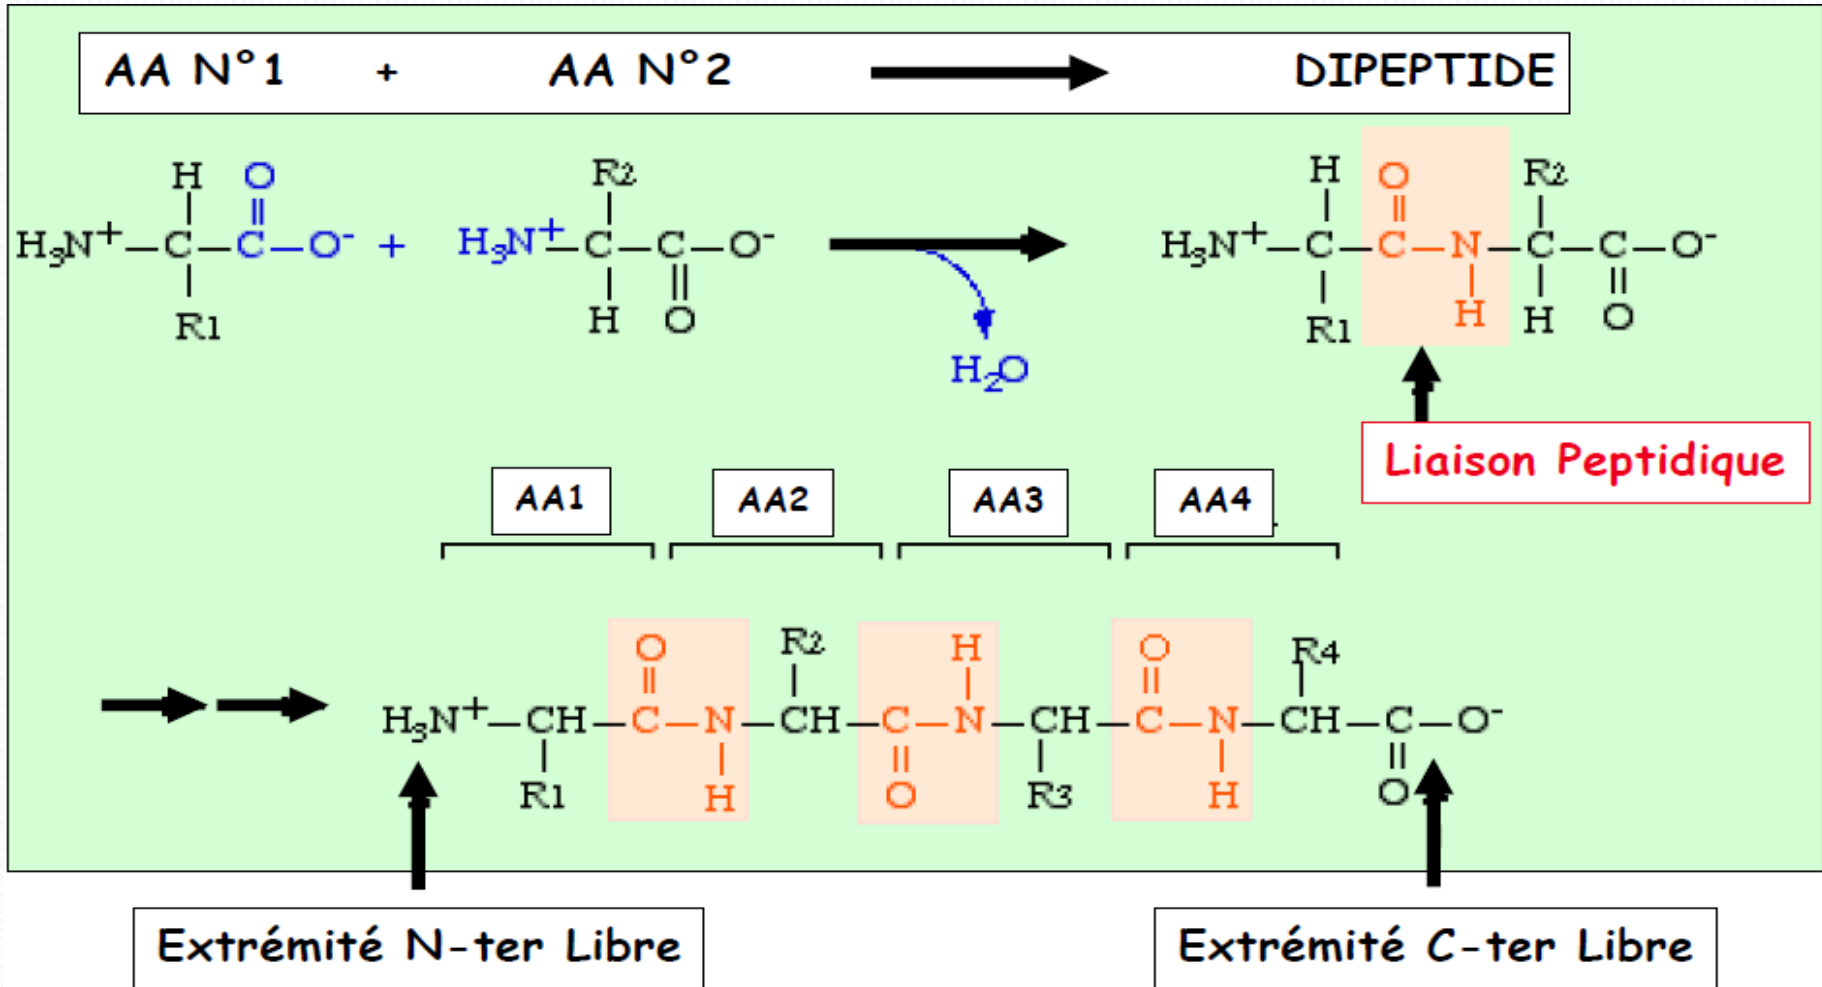 AA N°1 + AA N°2 DIPEPTIDE
H O R2 H O R2
H₃N⁺—C—C—O⁻ + H₃N⁺—C—C—O⁻ H₃N⁺—C—C—N—C—C—O⁻
R1 H O R1 H H O
H₂O
Liaison Peptidique
AA1 AA2 AA3 AA4
O R2 H O R4
H₃N⁺—CH—C—N—CH—C—N—CH—C—N—CH—C—O⁻
R1 H O R3 H O
Extrémité N-ter Libre Extrémité C-ter Libre